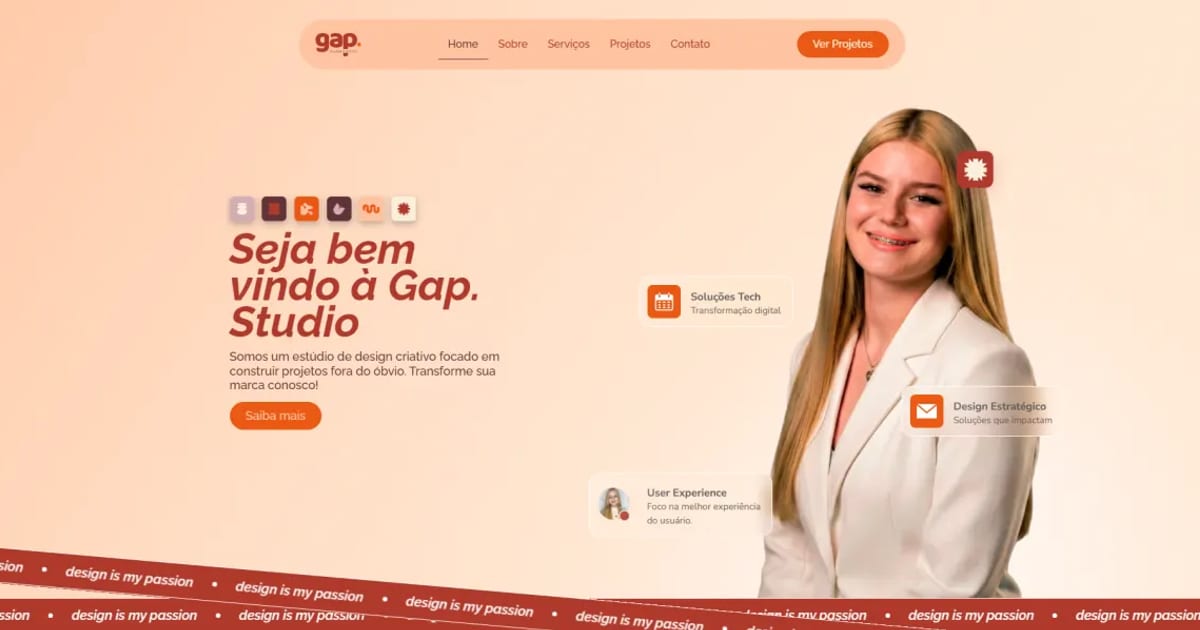 gap.
Home
Sobre
Serviços
Projetos
Contato
Ver Projetos
Seja bem
vindo à Gap.
Studio
Somos um estúdio de design criativo focado em
construir projetos fora do óbvio. Transforme sua
marca conosco!
Saiba mais
Soluções Tech
Transformação digital
Design Estratégico
Soluções que impactam
User Experience
Foco na melhor experiência
do usuário.
sion • design is my passion • design is my passion • design is my passion • design is my passion •
sion • design is my passion • design is my passion • design is my passion • design is my passion • design is my passion